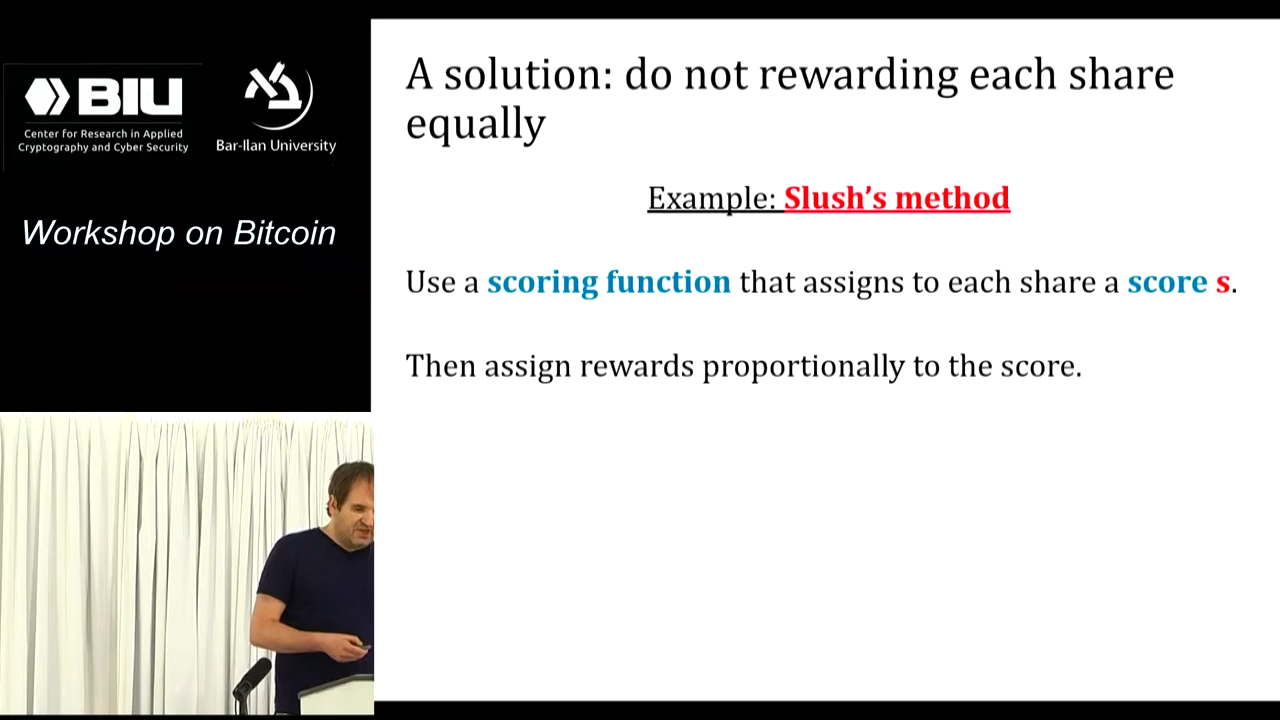 BIU
Center for Research in Applied
Cryptography and Cyber Security
Bar-Ilan University
Workshop on Bitcoin
A solution: do not rewarding each share
equally
Example: Slush's method
Use a scoring function that assigns to each share a score s.
Then assign rewards proportionally to the score.